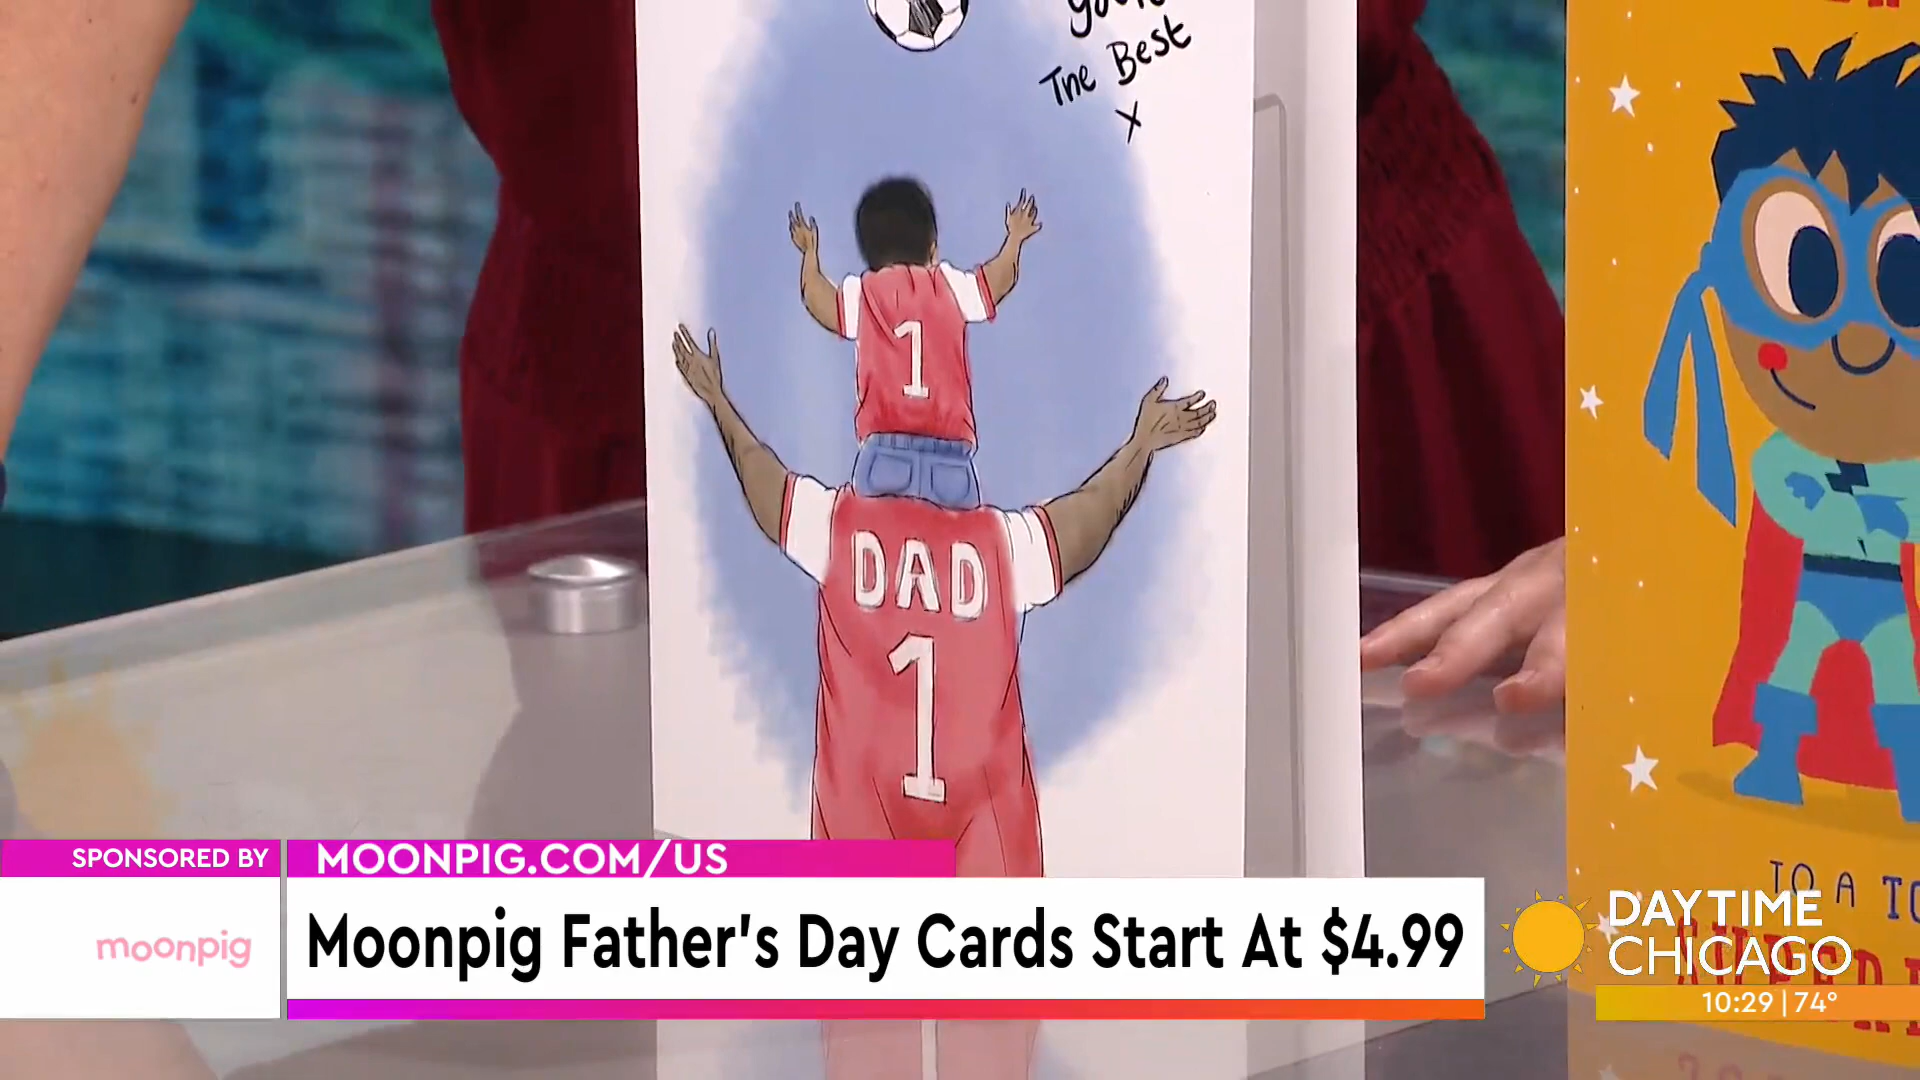 The Best
X
1
DAD
1
SPONSORED BY
MOONPIG.COM/US
moonpig
Moonpig Father's Day Cards Start At $4.99
TO A
DAYTIME
CHICAGO
10:29 | 74°